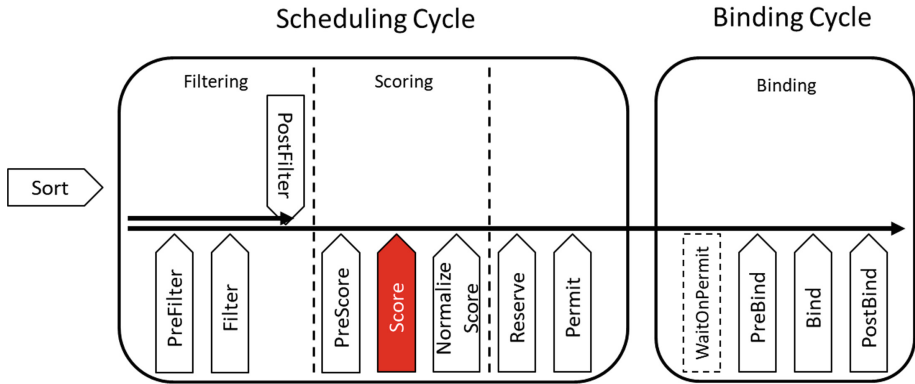 Scheduling Cycle
Binding Cycle
Filtering
Scoring
Binding
PostFilter
Sort
PreFilter
Filter
PreScore
Score
Normalize
Score
Reserve
Permit
WaitOnPermit
PreBind
Bind
PostBind